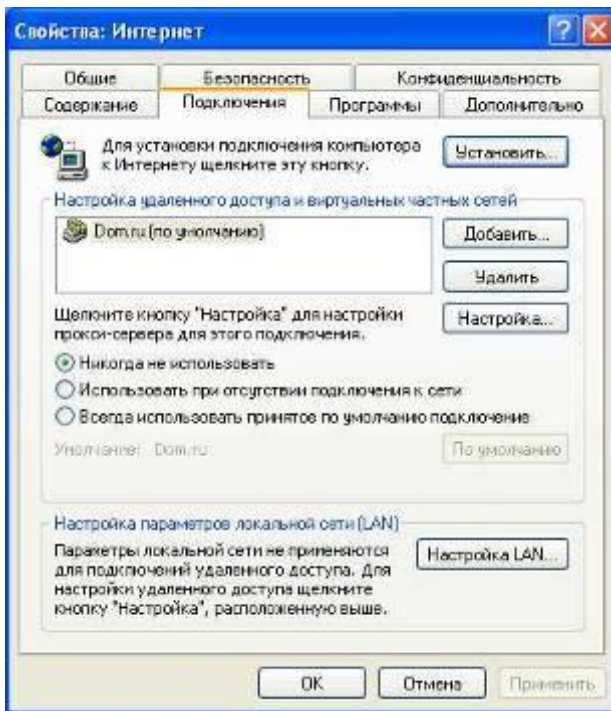 Свойства: Интернет
Общие Безопасность Конфиденциальность
Содержание Подключения Программы Дополнительно
Для установки подключения компьютера
к Интернету щелкните эту кнопку.
Установить...
Настройка удаленного доступа и виртуальных частных сетей
Dom.ru (по умолчанию)
Добавить...
Удалить
Щелкните кнопку "Настройка" для настройки
прокси-сервера для этого подключения.
Настройка...
Никогда не использовать
Использовать при отсутствии подключения к сети
Всегда использовать принятое по умолчанию подключение
Умолчание: Dom.ru
По умолчанию
Настройка параметров локальной сети (LAN)
Параметры локальной сети не применяются
для подключений удаленного доступа. Для
настройки удаленного доступа щелкните
кнопку "Настройка", расположенную выше.
Настройка LAN...
OK Отмена Применить